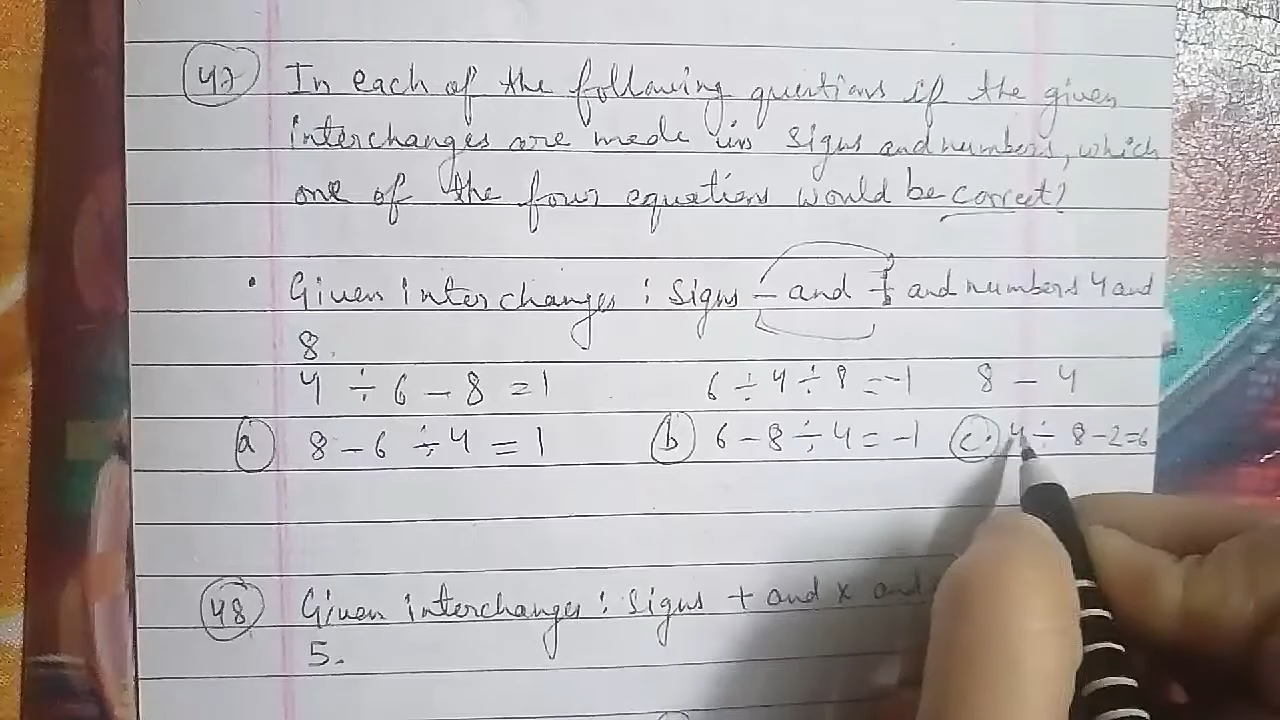 47 In each of the following questions if the given
interchanges are made in signs and numbers, which
one of the four equations would be correct?
• Given interchanges : Signs − and ÷ and numbers 4 and
8.
4 ÷ 6 − 8 = 1 6 ÷ 4 ÷ 8 = -1 8 − 4
a 8 − 6 ÷ 4 = 1 b 6 − 8 ÷ 4 = -1 c. 4 ÷ 8 − 2 = 6
48 Given interchanges : Signs + and x and
5.